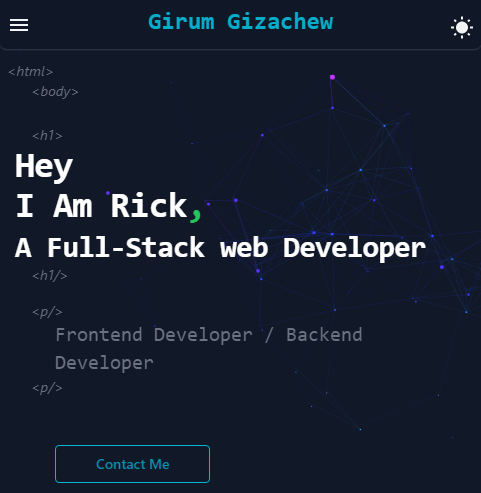 Girum Gizachew
<html>
<body>
<h1>
Hey
I Am Rick,
A Full-Stack web Developer
<h1/>
<p/>
Frontend Developer / Backend
Developer
<p/>
Contact Me